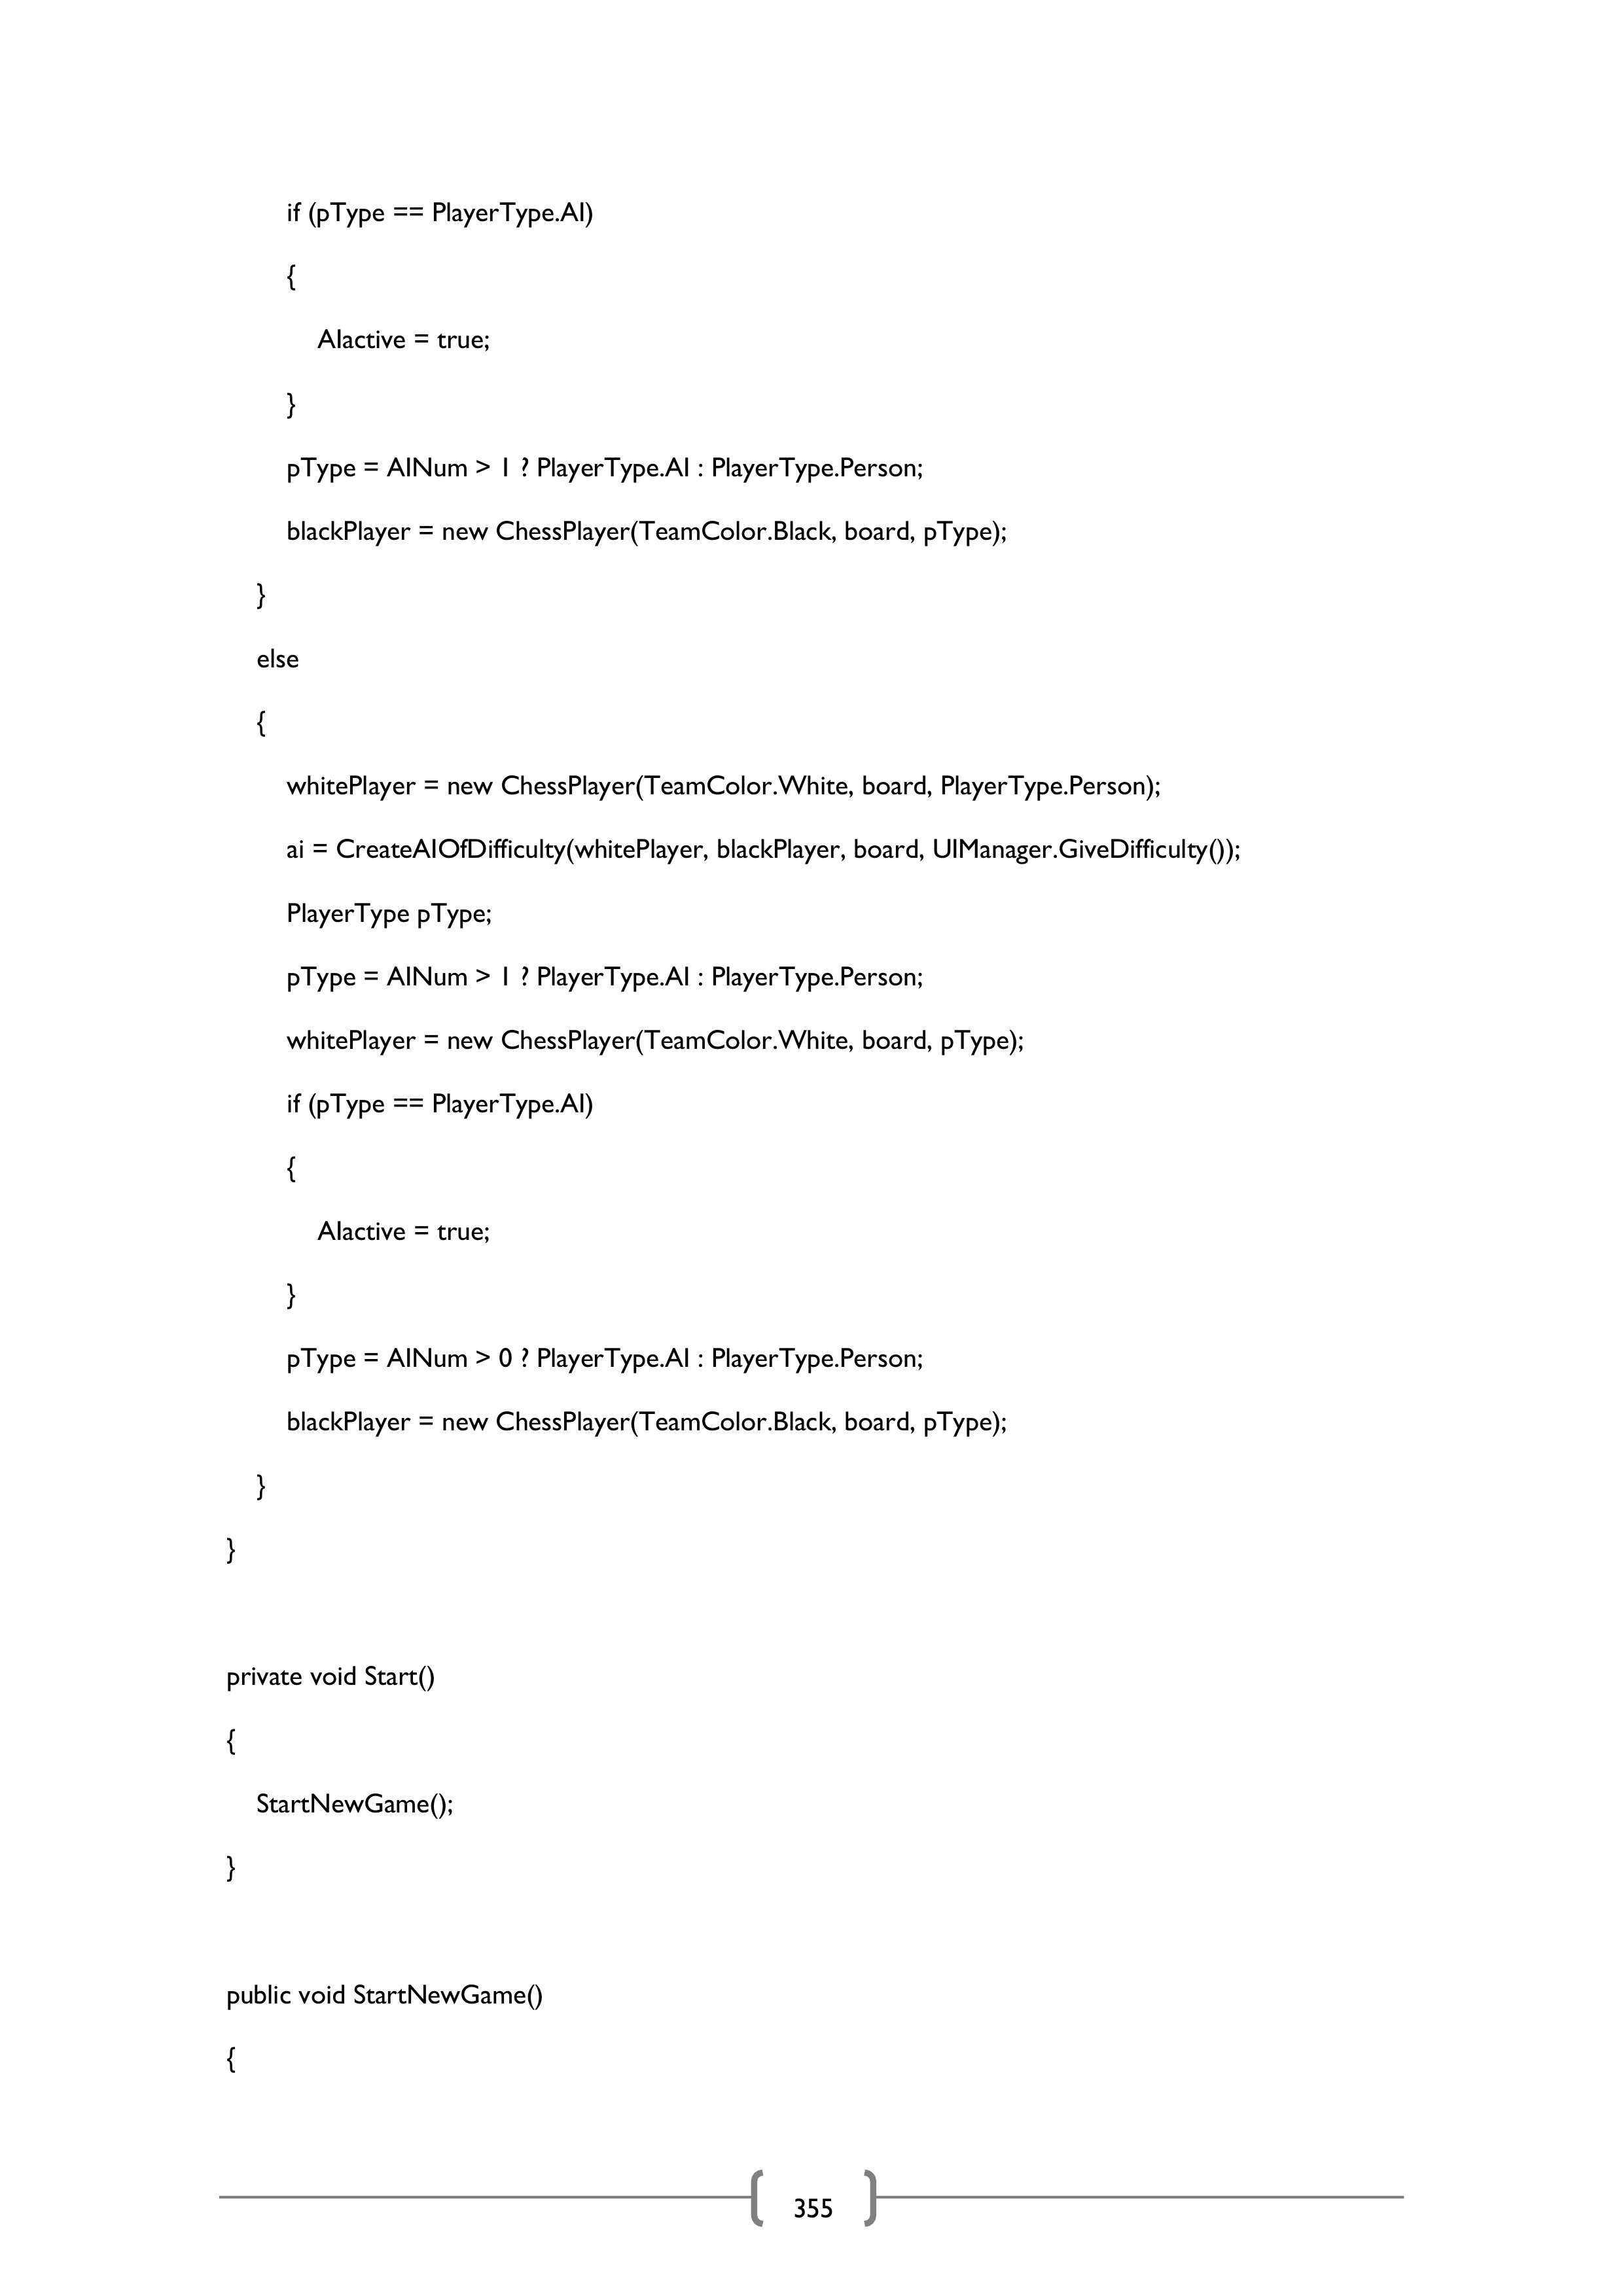 if (pType == PlayerType.AI)
{
AIactive = true;
}
pType = AINum > 1 ? PlayerType.AI : PlayerType.Person;
blackPlayer = new ChessPlayer(TeamColor.Black, board, pType);
}
else
{
whitePlayer = new ChessPlayer(TeamColor.White, board, PlayerType.Person);
ai = CreateAIOfDifficulty(whitePlayer, blackPlayer, board, UIManager.GiveDifficulty());
PlayerType pType;
pType = AINum > 1 ? PlayerType.AI : PlayerType.Person;
whitePlayer = new ChessPlayer(TeamColor.White, board, pType);
if (pType == PlayerType.AI)
{
AIactive = true;
}
pType = AINum > 0 ? PlayerType.AI : PlayerType.Person;
blackPlayer = new ChessPlayer(TeamColor.Black, board, pType);
}
}
private void Start()
{
StartNewGame();
}
public void StartNewGame()
{
355